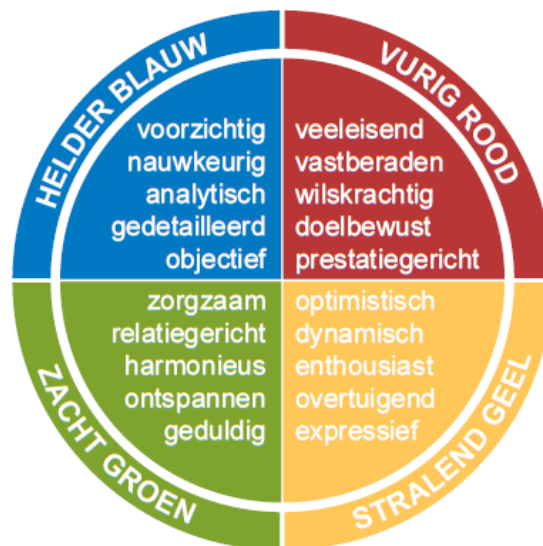 HELDER BLAUW
voorzichtig
nauwkeurig
analytisch
gedetailleerd
objectief
VURIG ROOD
veeleisend
vastberaden
wilskrachtig
doelbewust
prestatiegericht
ZACHT GROEN
zorgzaam
relatiegericht
harmonieus
ontspannen
geduldig
STRALEND GEEL
optimistisch
dynamisch
enthousiast
overtuigend
expressief